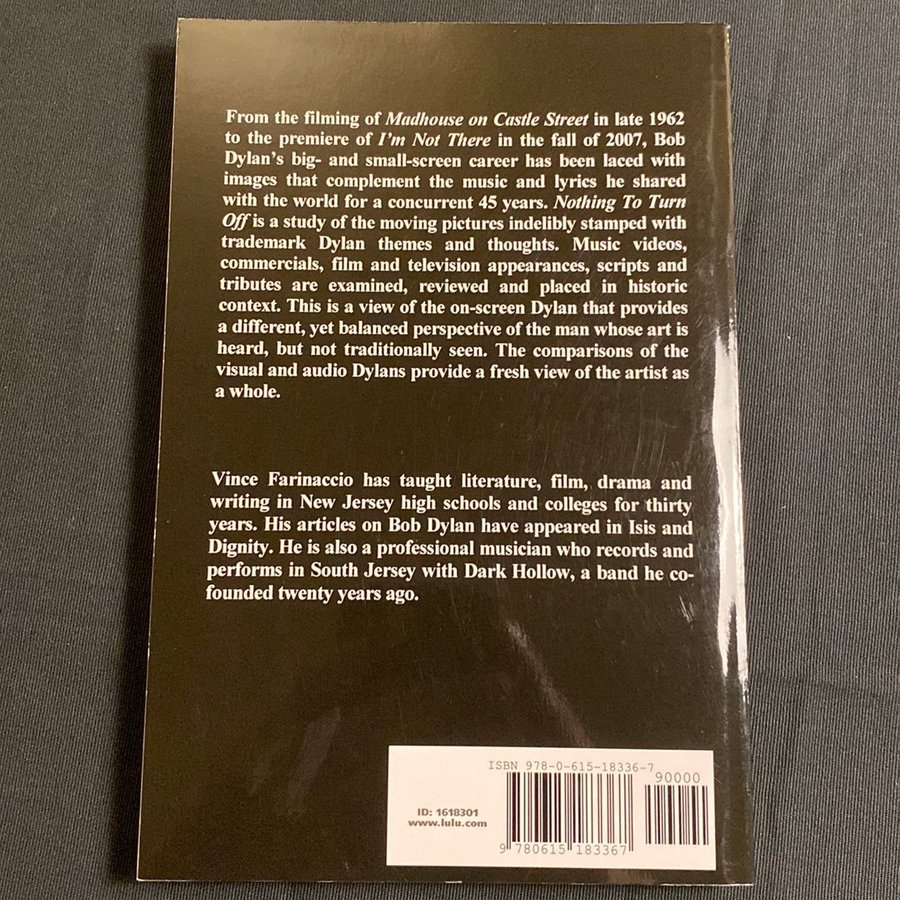 From the filming of Madhouse on Castle Street in late 1962
to the premiere of I'm Not There in the fall of 2007, Bob
Dylan's big- and small-screen career has been laced with
images that complement the music and lyrics he shared
with the world for a concurrent 45 years. Nothing To Turn
Off is a study of the moving pictures indelibly stamped with
trademark Dylan themes and thoughts. Music videos,
commercials, film and television appearances, scripts and
tributes are examined, reviewed and placed in historic
context. This is a view of the on-screen Dylan that provides
a different, yet balanced perspective of the man whose art is
heard, but not traditionally seen. The comparisons of the
visual and audio Dylans provide a fresh view of the artist as
a whole.
Vince Farinaccio has taught literature, film, drama and
writing in New Jersey high schools and colleges for thirty
years. His articles on Bob Dylan have appeared in Isis and
Dignity. He is also a professional musician who records and
performs in South Jersey with Dark Hollow, a band he co-
founded twenty years ago.
ISBN 978-0-615-18336-7
90000
ID: 1618301
www.lulu.com
9 780615 183367